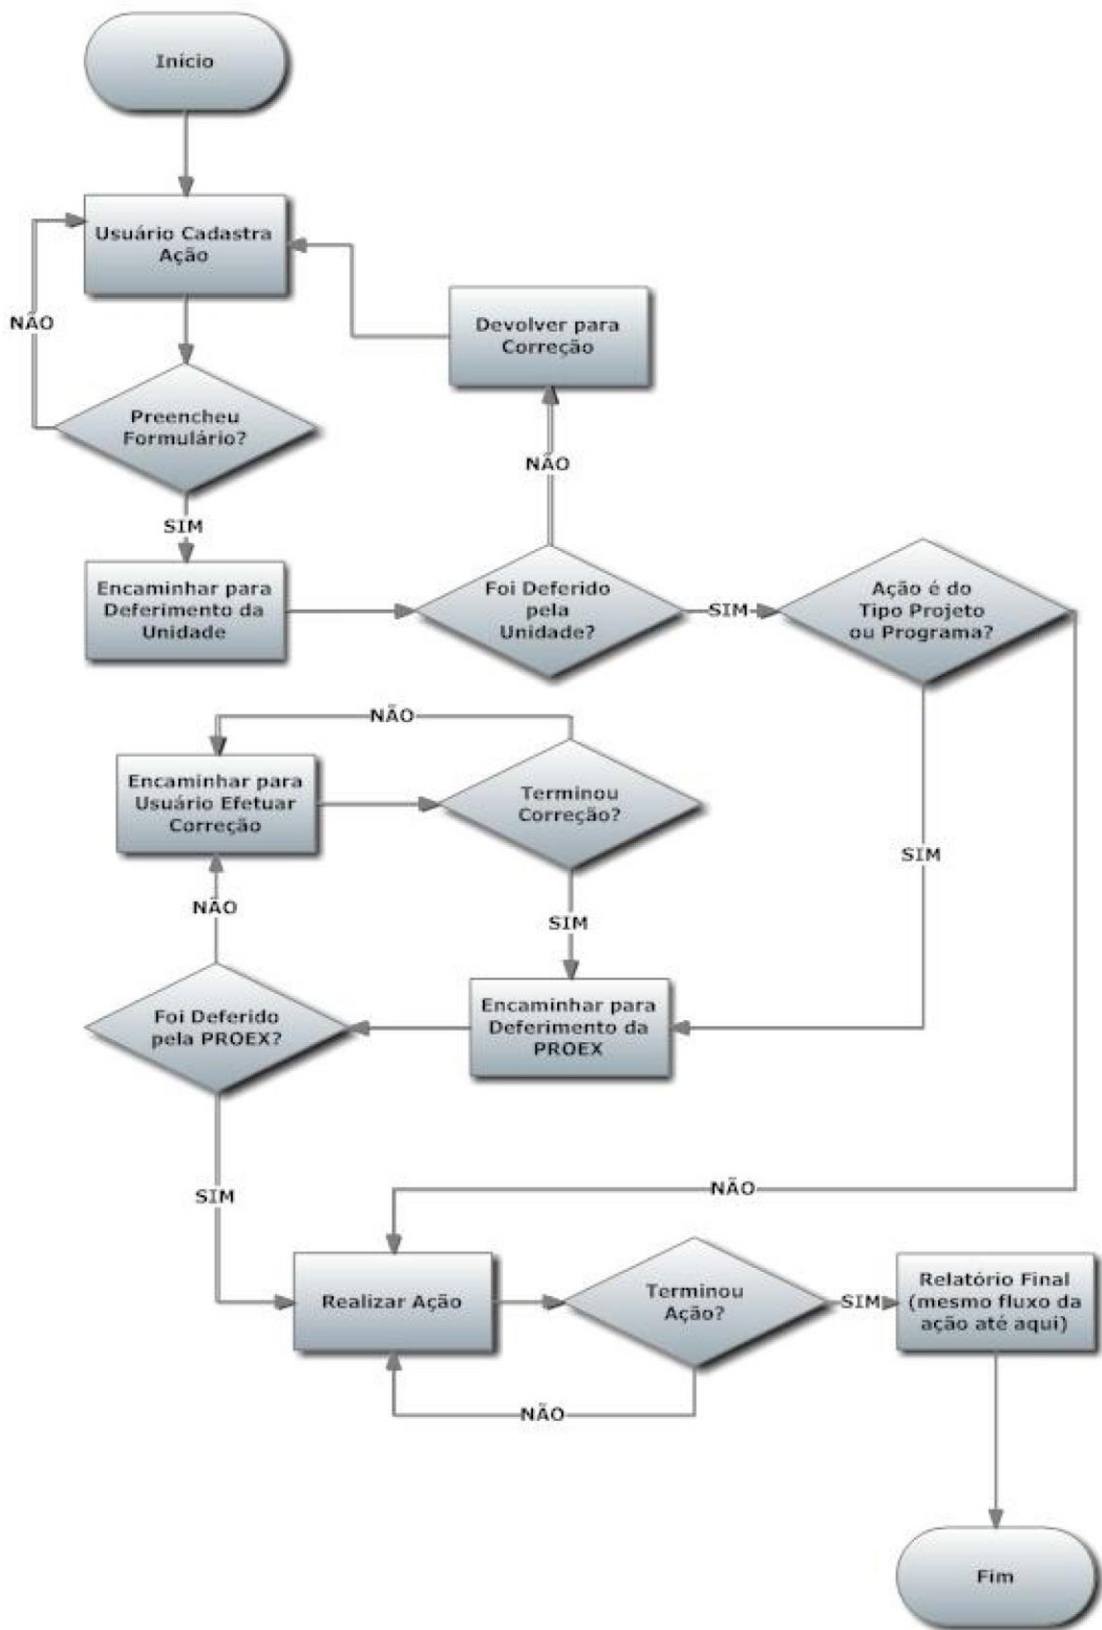 Início
Usuário Cadastra
Ação
NÃO
Devolver para
Correção
Preencheu
Formulário?
NÃO
SIM
Encaminhar para
Deferimento da
Unidade
Foi Deferido
pela
Unidade?
SIM
Ação é do
Tipo Projeto
ou Programa?
NÃO
Encaminhar para
Usuário Efetuar
Correção
Terminou
Correção?
SIM
NÃO
SIM
Foi Deferido
pela PROEX?
Encaminhar para
Deferimento da
PROEX
SIM
NÃO
Realizar Ação
Terminou
Ação?
SIM
Relatório Final
(mesmo fluxo da
ação até aqui)
NÃO
Fim